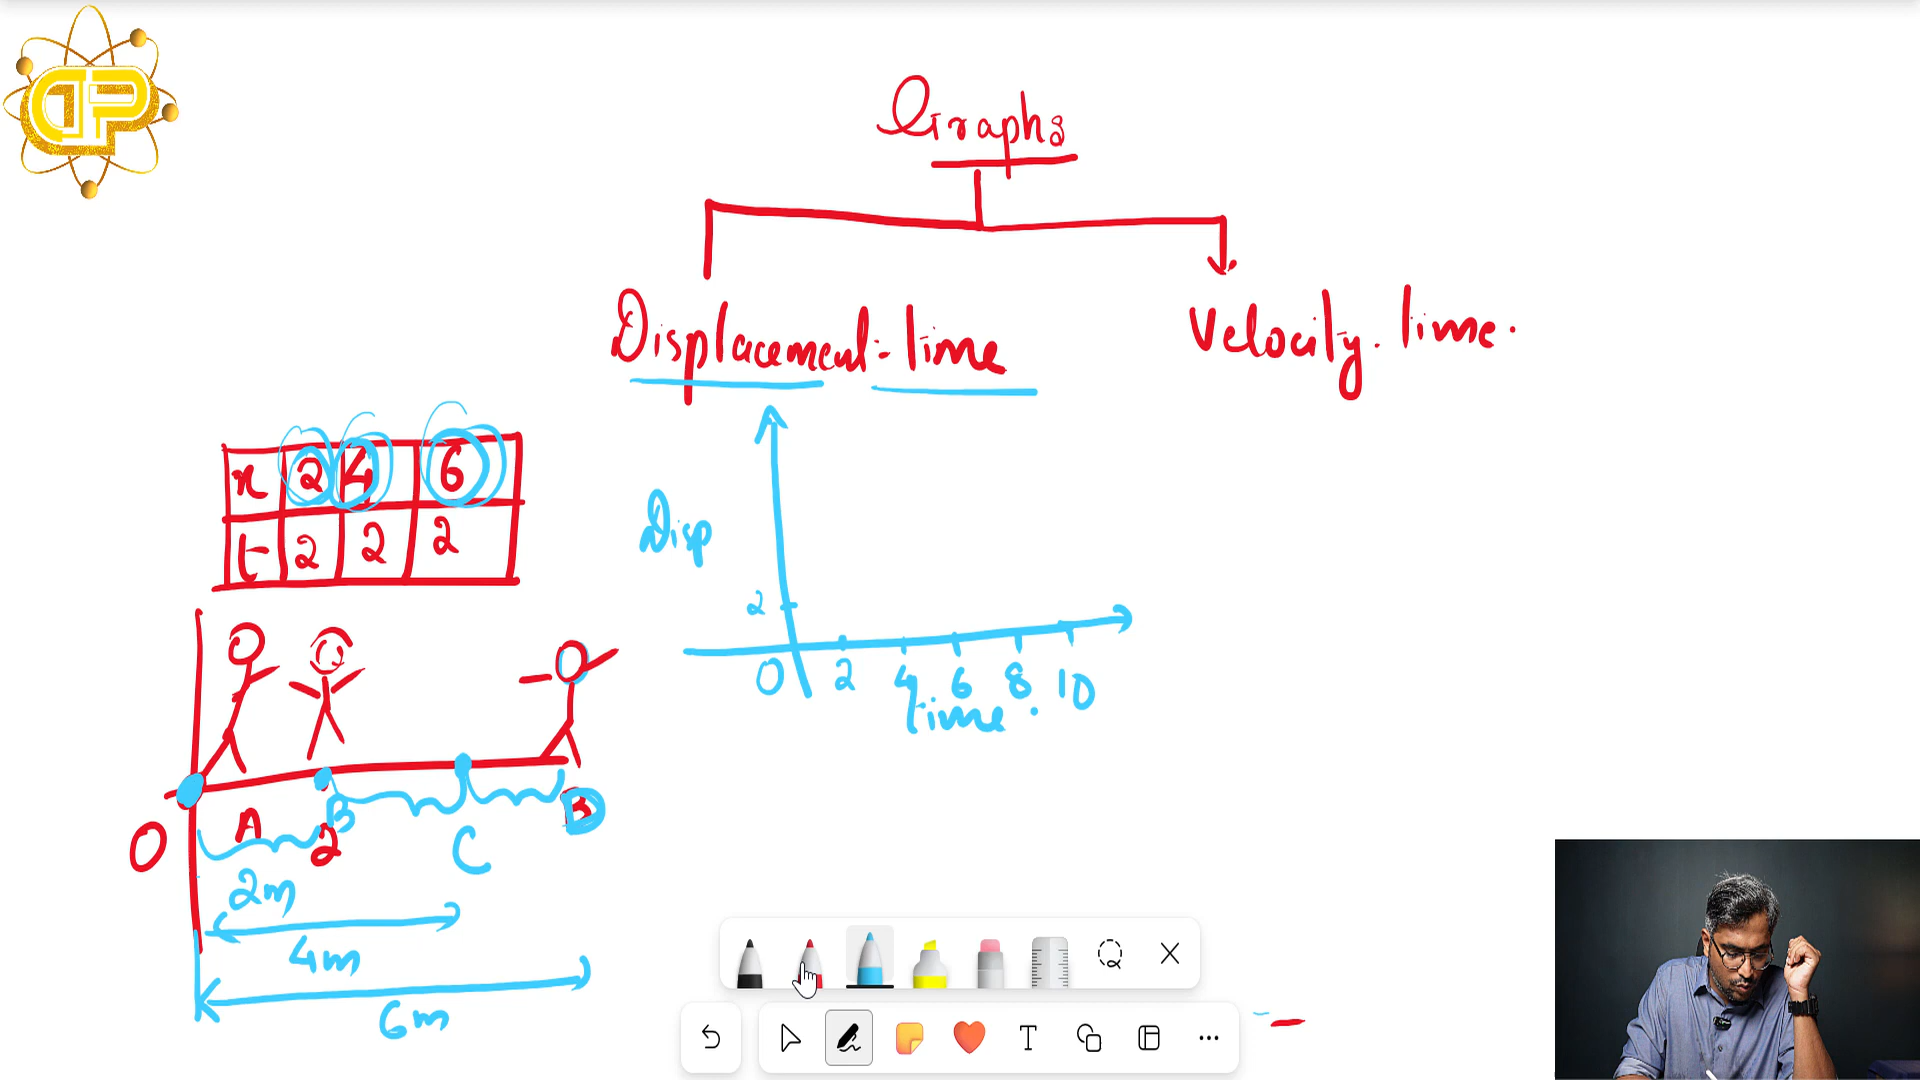 DP
Graphs
Displacement-time
Velocity-time.
x 2 4 6
t 2 2 2
Disp
2
0 2 4 6 8 10
time.
O A 2 B C D
2m
4m
6m
T